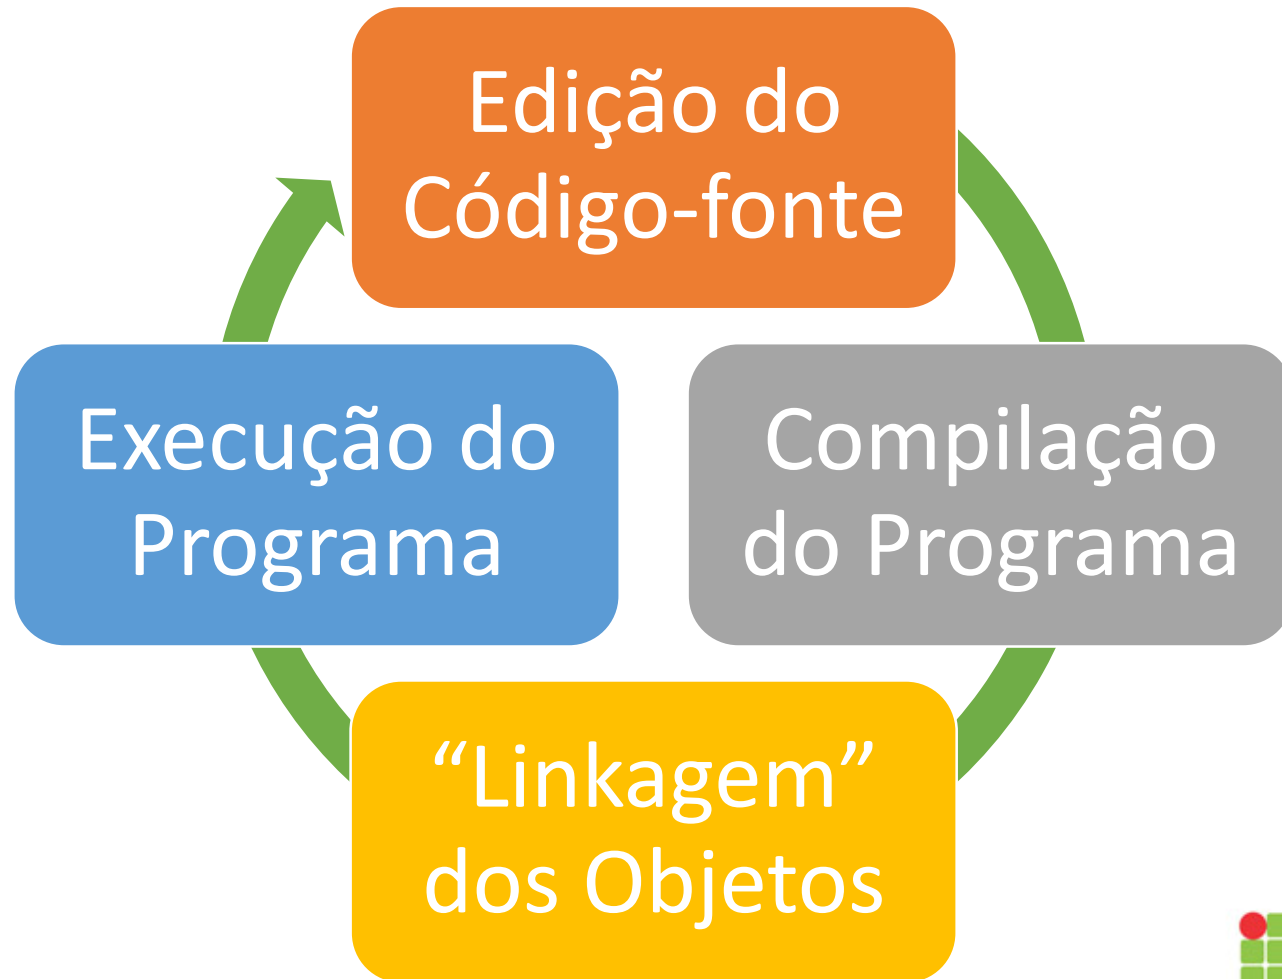 Edição do
Código-fonte
Execução do
Programa
Compilação
do Programa
“Linkagem”
dos Objetos